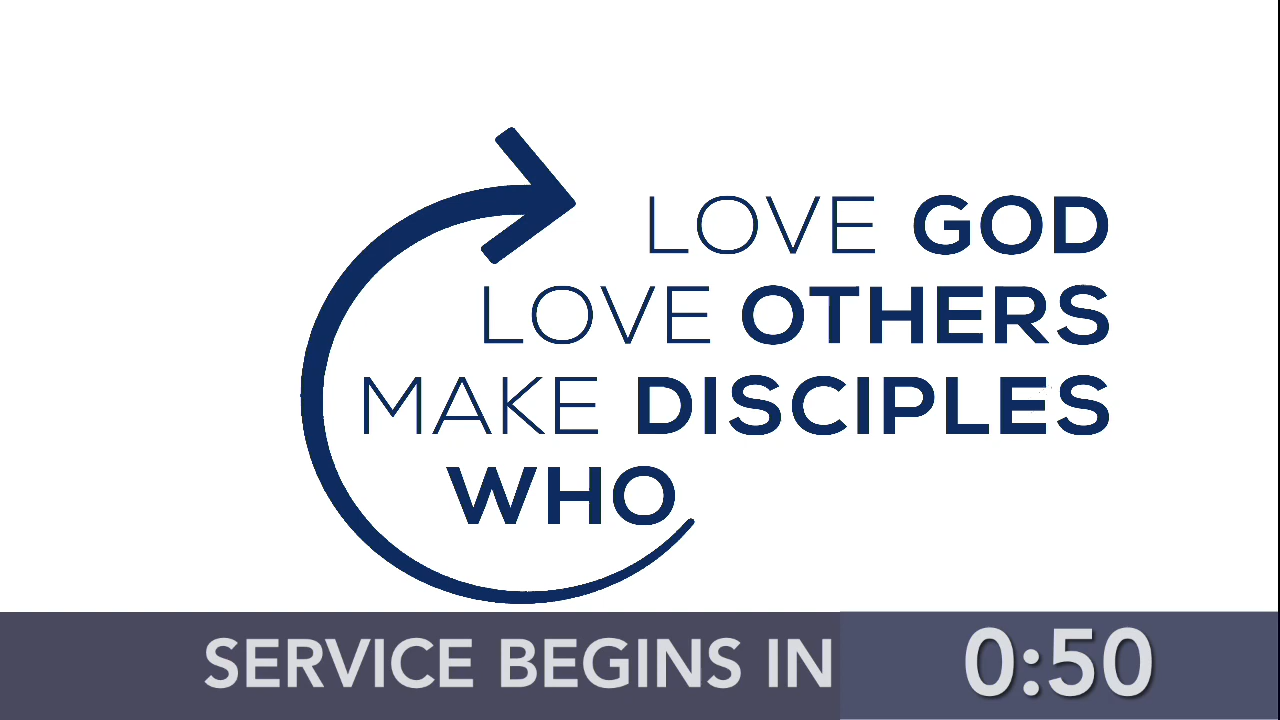 LOVE GOD
LOVE OTHERS
MAKE DISCIPLES
WHO
SERVICE BEGINS IN 0:50